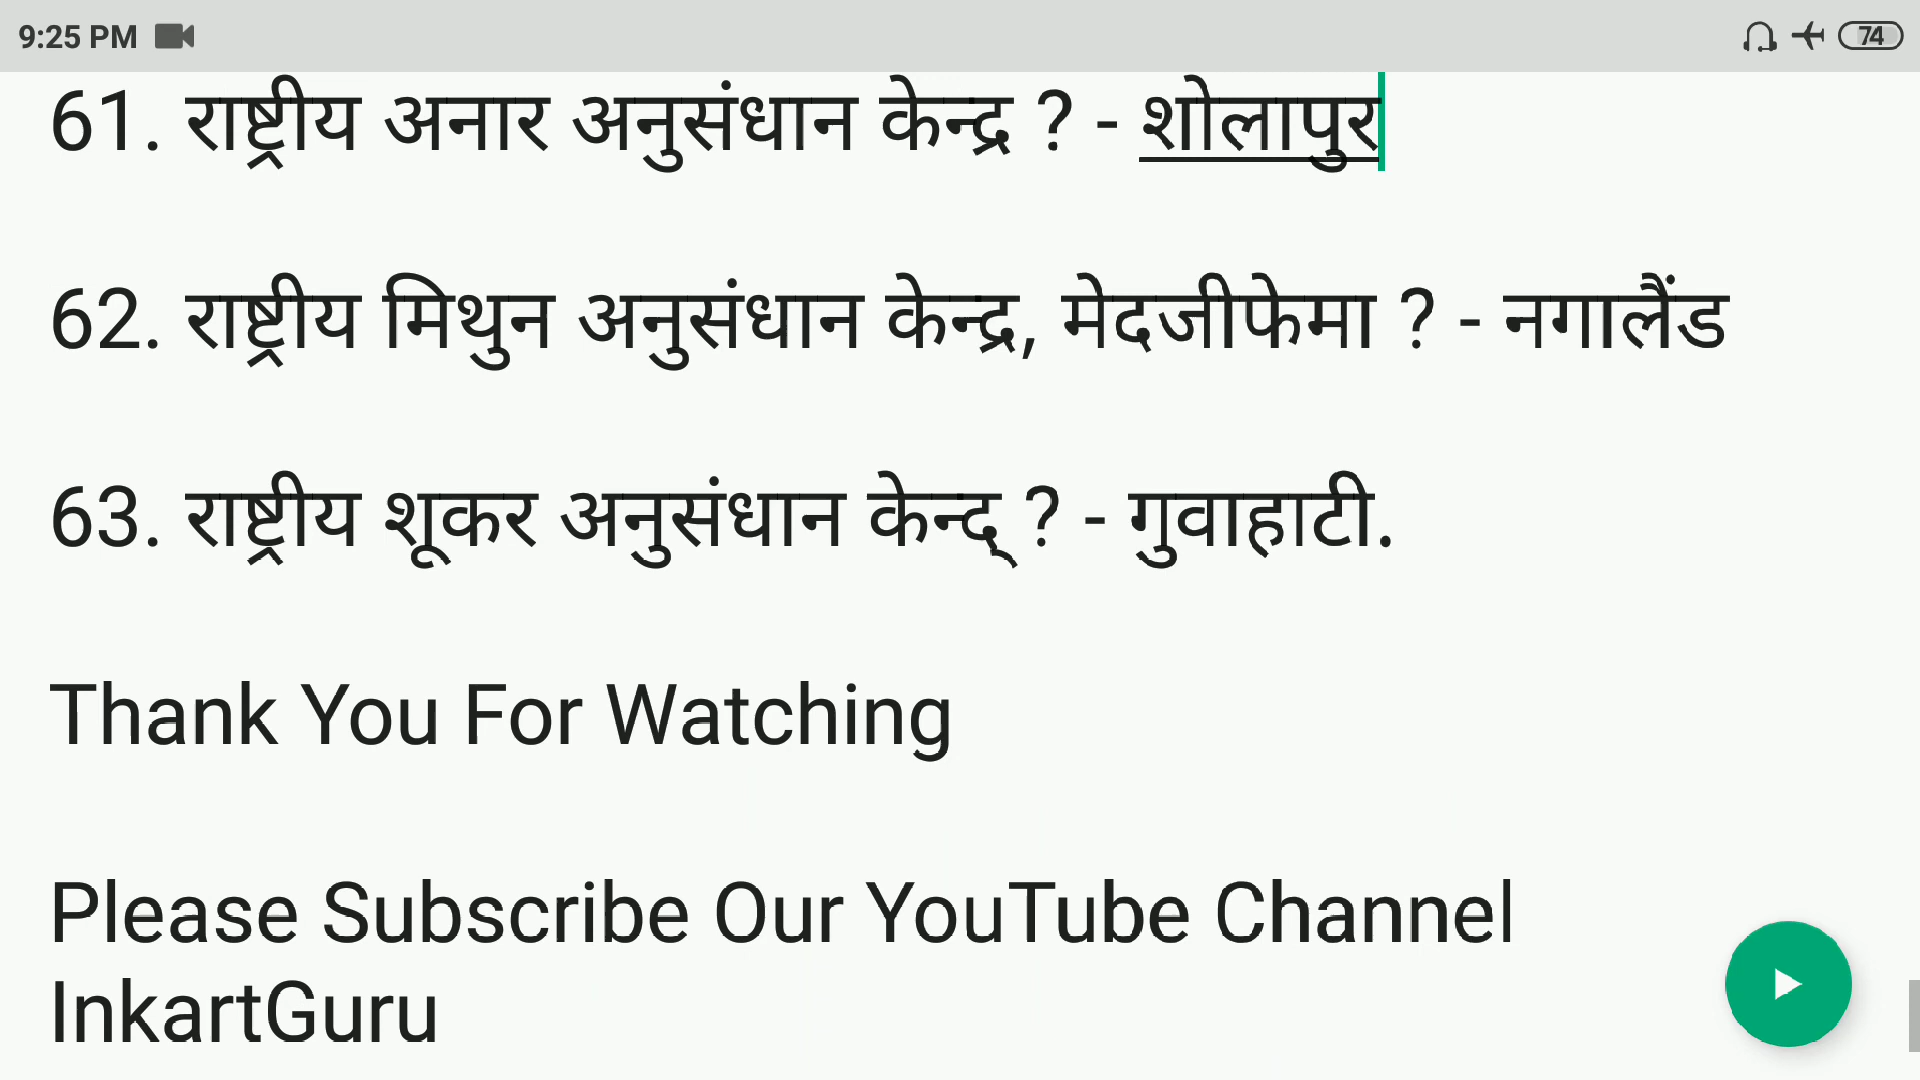 9:25 PM
74
61. राष्ट्रीय अनार अनुसंधान केन्द्र ? - शोलापुर
62. राष्ट्रीय मिथुन अनुसंधान केन्द्र, मेदजीफेमा ? - नगालैंड
63. राष्ट्रीय शूकर अनुसंधान केन्द् ? - गुवाहाटी.
Thank You For Watching
Please Subscribe Our YouTube Channel
InkartGuru